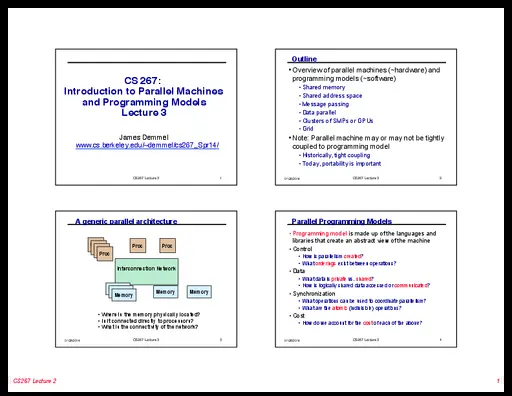 CS 267:
Introduction to Parallel Machines
and Programming Models
Lecture 3
James Demmel
www.cs.berkeley.edu/~demmel/cs267_Spr14/
CS267 Lecture 3
1
Outline
• Overview of parallel machines (~hardware) and
programming models (~software)
• Shared memory
• Shared address space
• Message passing
• Data parallel
• Clusters of SMPs or GPUs
• Grid
• Note: Parallel machine may or may not be tightly
coupled to programming model
• Historically, tight coupling
• Today, portability is important
CS267 Lecture 3
2
A generic parallel architecture
Proc
Proc
Proc
Interconnection Network
Memory
Memory
Memory
• Where is the memory physically located?
• Is it connected directly to processors?
• What is the connectivity of the network?
CS267 Lecture 3
3
Parallel Programming Models
• Programming model is made up of the languages and
libraries that create an abstract view of the machine
• Control
• How is parallelism created?
• What orderings exist between operations?
• Data
• What data is private vs. shared?
• How is logically shared data accessed or communicated?
• Synchronization
• What operations can be used to coordinate parallelism?
• What are the atomic (indivisible) operations?
• Cost
• How do we account for the cost of each of the above?
CS267 Lecture 3
4
CS267 Lecture 2
1